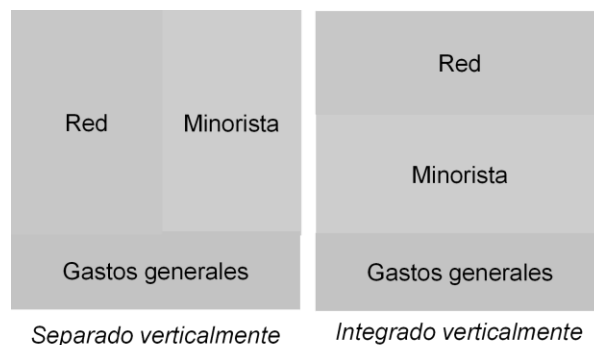 Red
Minorista
Gastos generales
Separado verticalmente
Red
Minorista
Gastos generales
Integrado verticalmente